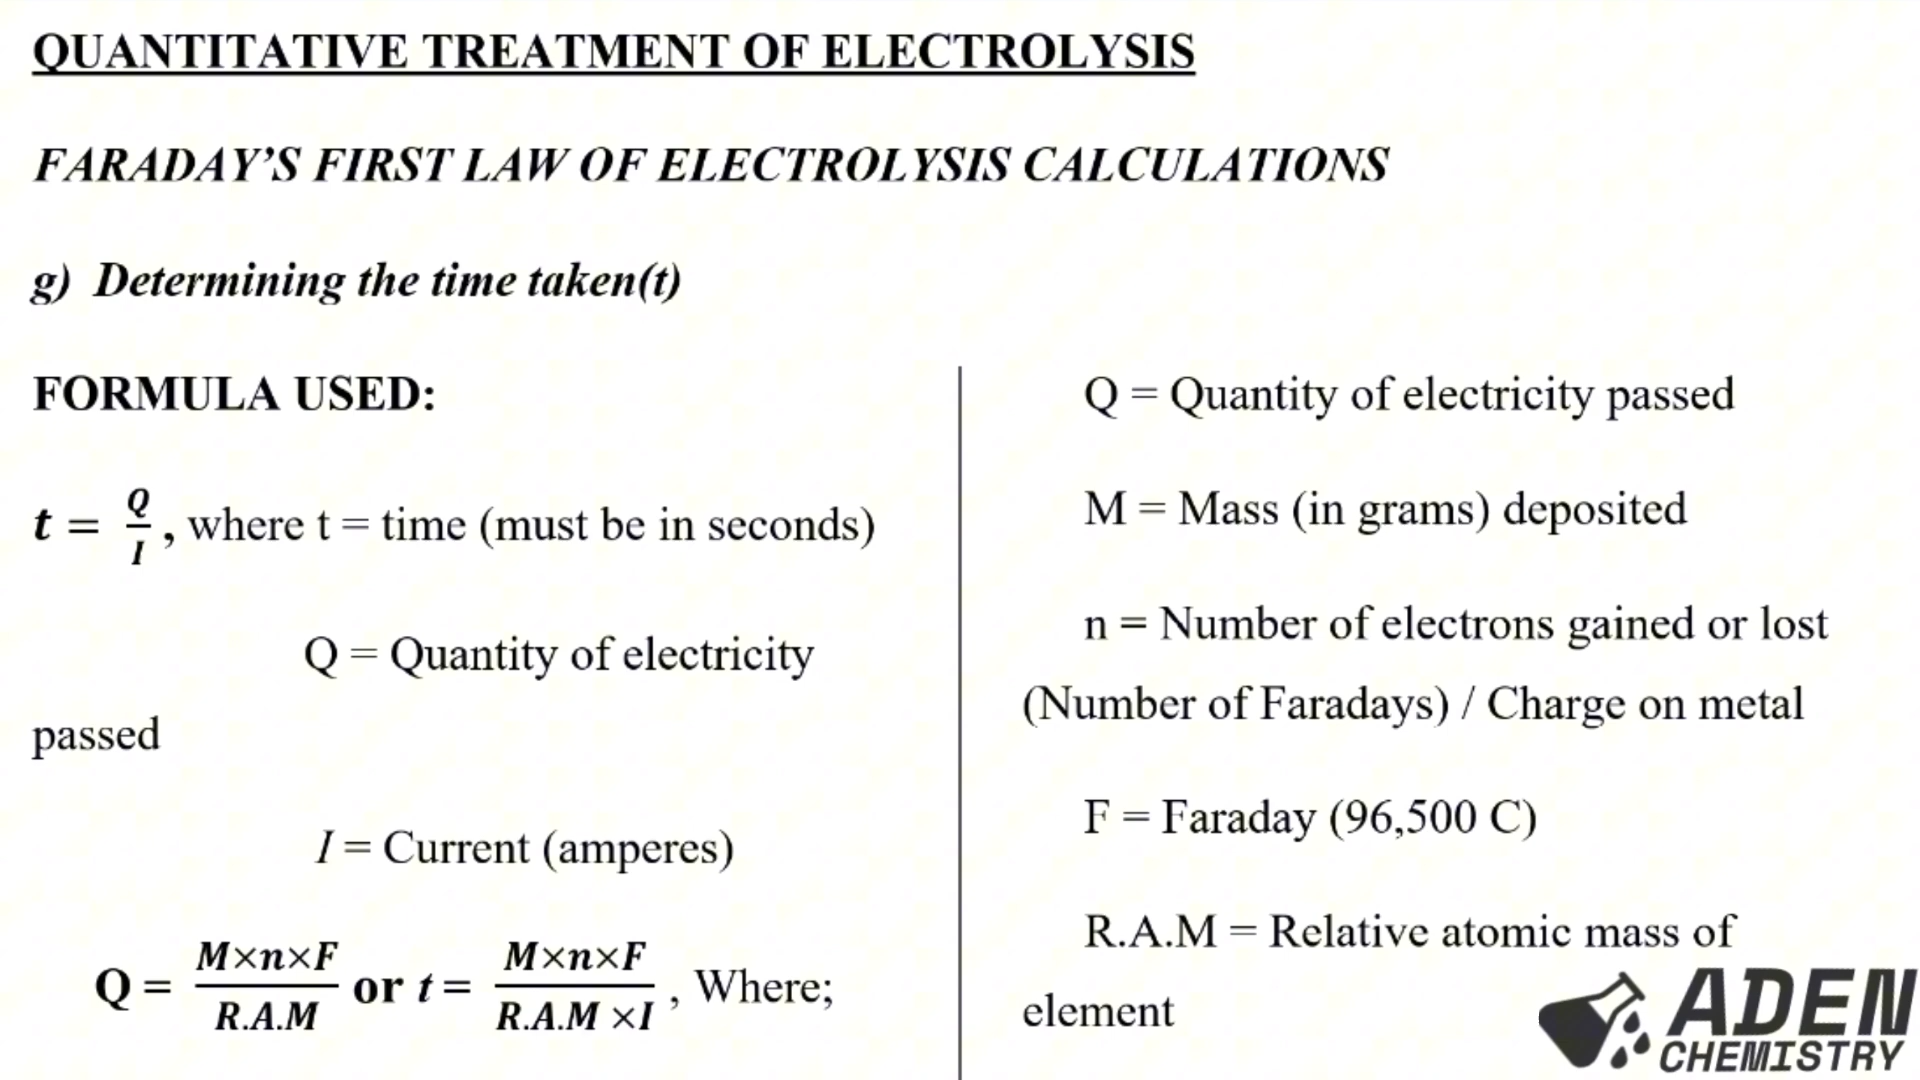 QUANTITATIVE TREATMENT OF ELECTROLYSIS
FARADAY’S FIRST LAW OF ELECTROLYSIS CALCULATIONS
g) Determining the time taken(t)
FORMULA USED:
t = Q/I , where t = time (must be in seconds)
Q = Quantity of electricity
passed
I = Current (amperes)
Q = M×n×F/R.A.M or t = M×n×F/R.A.M ×I , Where;
Q = Quantity of electricity passed
M = Mass (in grams) deposited
n = Number of electrons gained or lost
(Number of Faradays) / Charge on metal
F = Faraday (96,500 C)
R.A.M = Relative atomic mass of
element
ADEN
CHEMISTRY